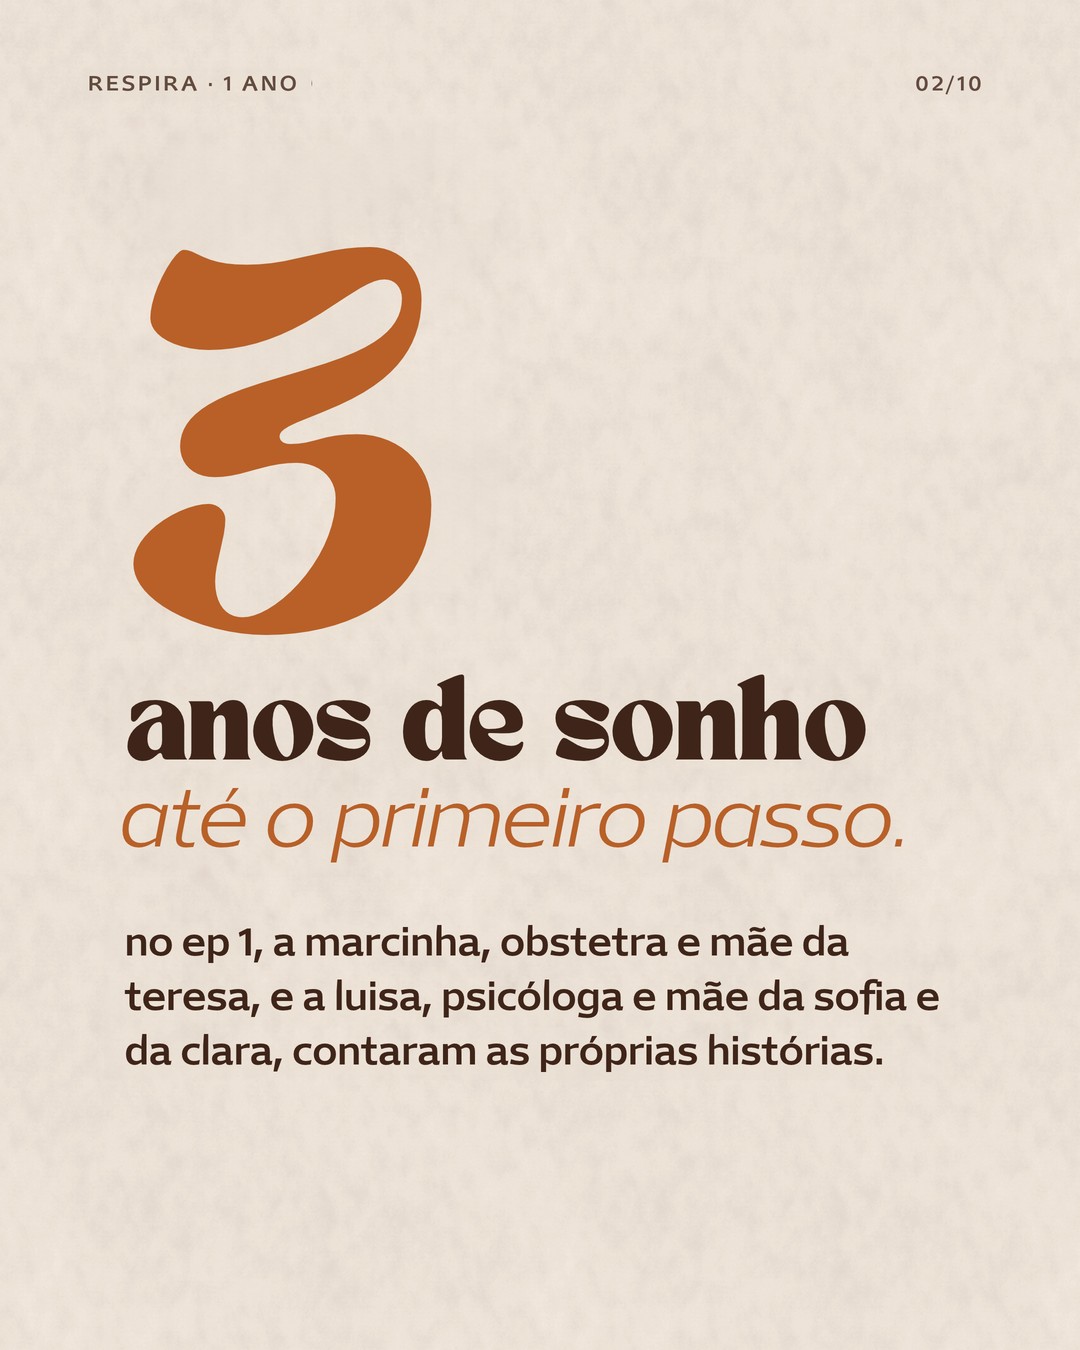 RESPIRA · 1 ANO
02/10
3
anos de sonho
até o primeiro passo.
no ep 1, a marcinha, obstetra e mãe da
teresa, e a luisa, psicóloga e mãe da sofia e
da clara, contaram as próprias histórias.